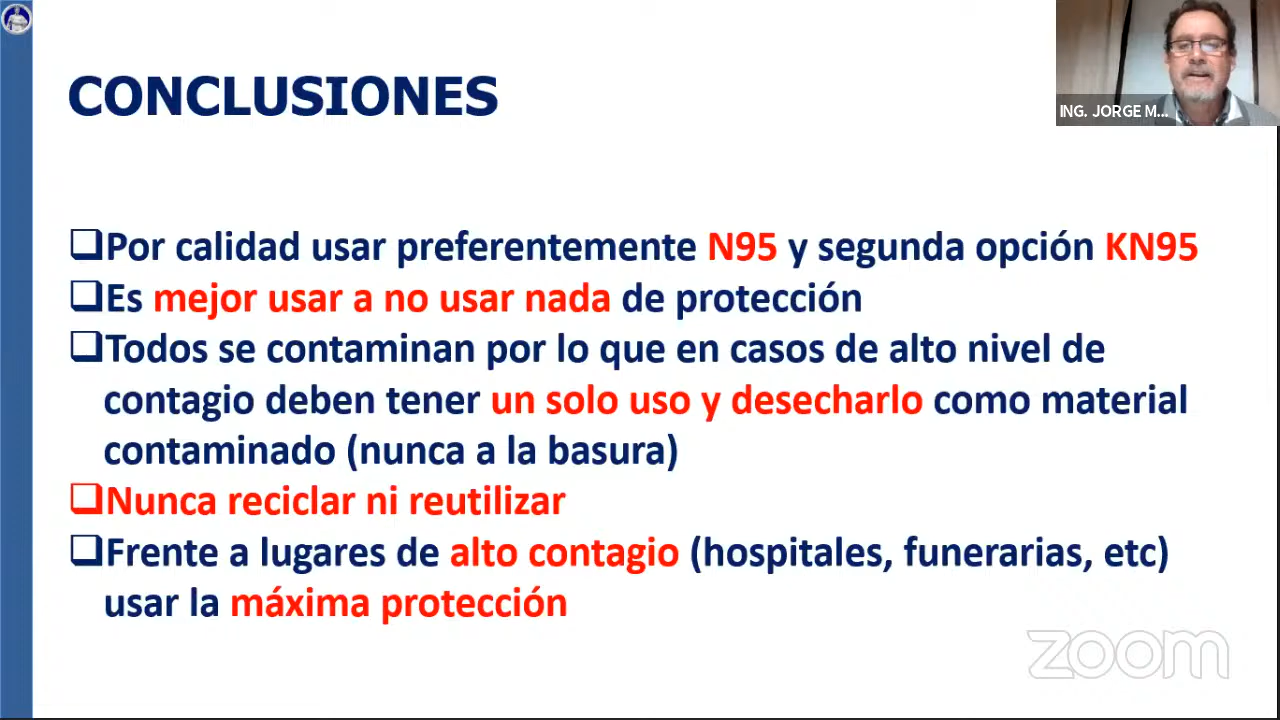 CONCLUSIONES
ING. JORGE M...
❑Por calidad usar preferentemente N95 y segunda opción KN95
❑Es mejor usar a no usar nada de protección
❑Todos se contaminan por lo que en casos de alto nivel de
contagio deben tener un solo uso y desecharlo como material
contaminado (nunca a la basura)
❑Nunca reciclar ni reutilizar
❑Frente a lugares de alto contagio (hospitales, funerarias, etc)
usar la máxima protección
zoom